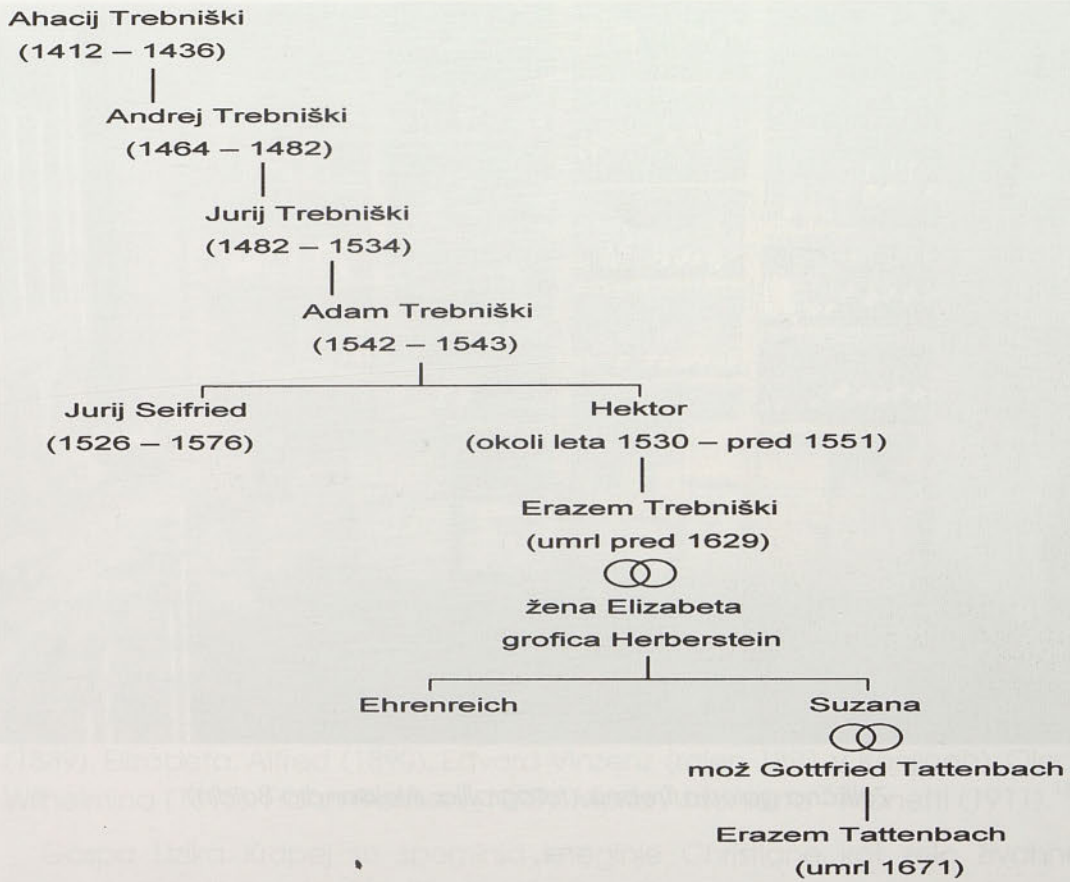 Ahacij Trebniški
(1412 – 1436)
Andrej Trebniški
(1464 – 1482)
Jurij Trebniški
(1482 – 1534)
Adam Trebniški
(1542 – 1543)
Jurij Seifried
(1526 – 1576)
Hektor
(okoli leta 1530 – pred 1551)
Erazem Trebniški
(umrl pred 1629)
žena Elizabeta
grofica Herberstein
Ehrenreich
Suzana
mož Gottfried Tattenbach
Erazem Tattenbach
(umrl 1671)